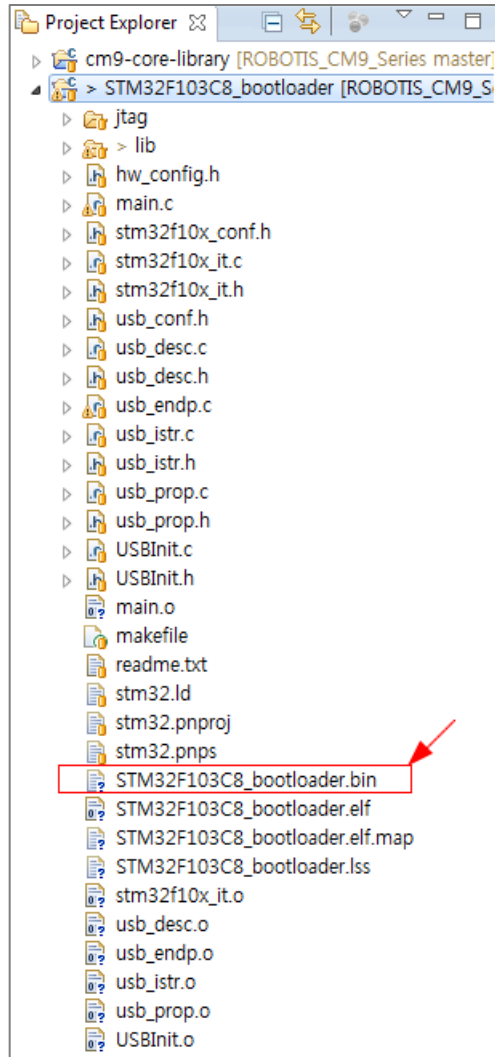 Project Explorer
cm9-core-library [ROBOTIS_CM9_Series master]
> STM32F103C8_bootloader [ROBOTIS_CM9_Se
jtag
> lib
hw_config.h
main.c
stm32f10x_conf.h
stm32f10x_it.c
stm32f10x_it.h
usb_conf.h
usb_desc.c
usb_desc.h
usb_endp.c
usb_istr.c
usb_istr.h
usb_prop.c
usb_prop.h
USBInit.c
USBInit.h
main.o
makefile
readme.txt
stm32.ld
stm32.pnproj
stm32.pnps
STM32F103C8_bootloader.bin
STM32F103C8_bootloader.elf
STM32F103C8_bootloader.elf.map
STM32F103C8_bootloader.lss
stm32f10x_it.o
usb_desc.o
usb_endp.o
usb_istr.o
usb_prop.o
USBInit.o